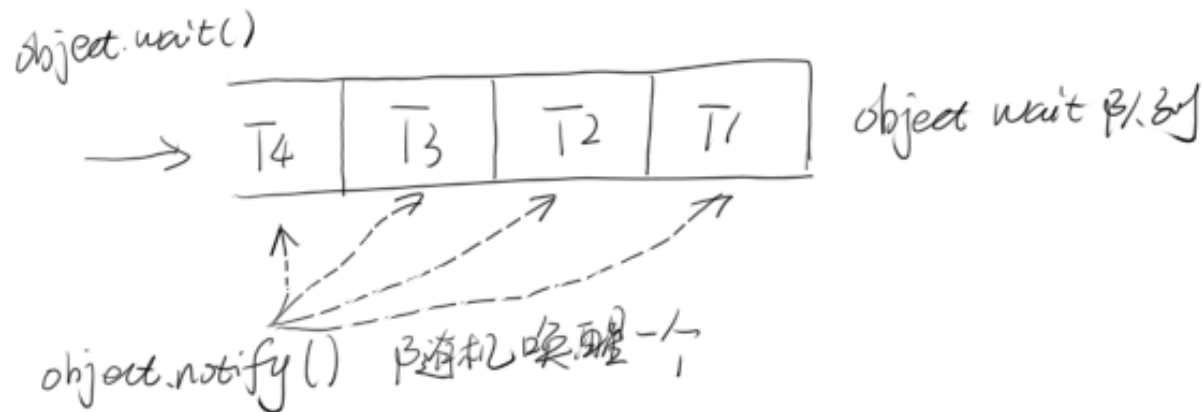 object.wait()
T4 T3 T2 T1
object wait 队列
object.notify() 随机唤醒一个